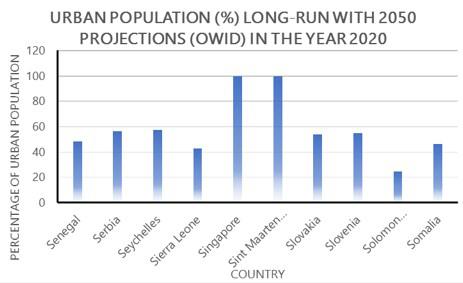 URBAN POPULATION (%) LONG-RUN WITH 2050
PROJECTIONS (OWID) IN THE YEAR 2020
PERCENTAGE OF URBAN POPULATION
120
100
80
60
40
20
0
Senegal
Serbia
Seychelles
Sierra Leone
Singapore
Sint Maarten...
Slovakia
Slovenia
Solomon...
Somalia
COUNTRY